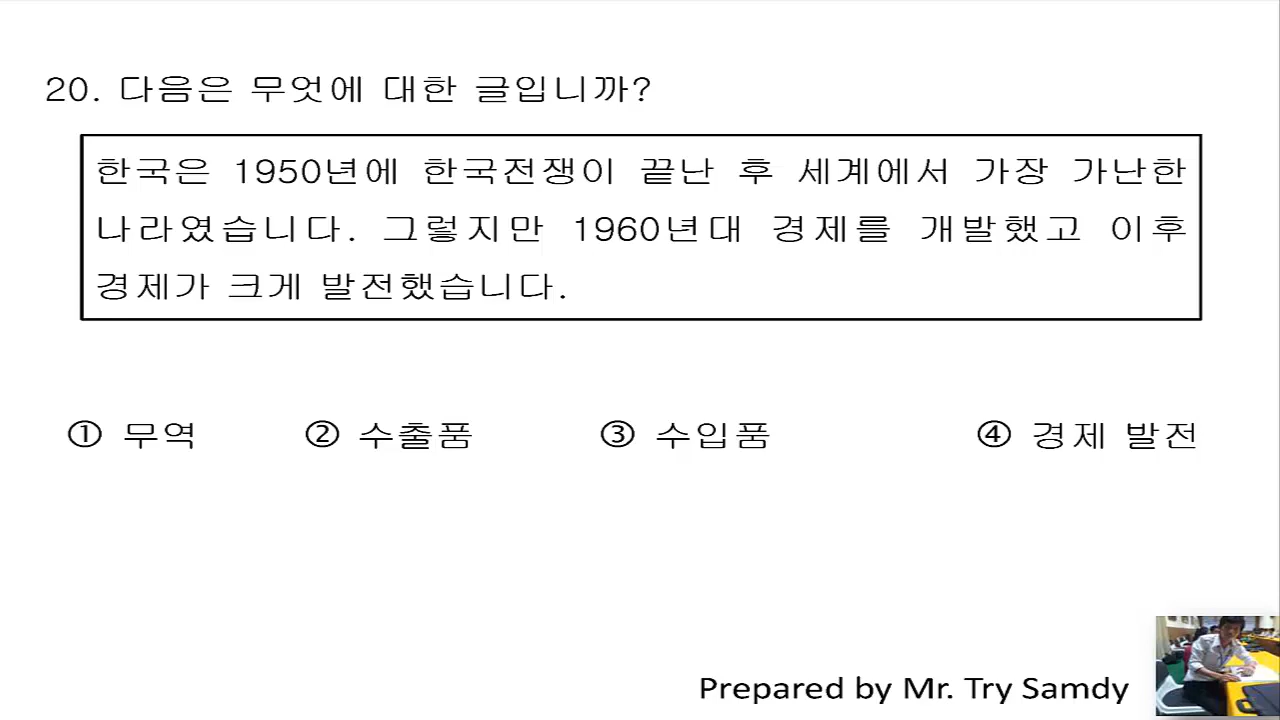 20. 다음은 무엇에 대한 글입니까?
한국은 1950년에 한국전쟁이 끝난 후 세계에서 가장 가난한
나라였습니다. 그렇지만 1960년대 경제를 개발했고 이후
경제가 크게 발전했습니다.
① 무역 ② 수출품 ③ 수입품 ④ 경제 발전
Prepared by Mr. Try Samdy